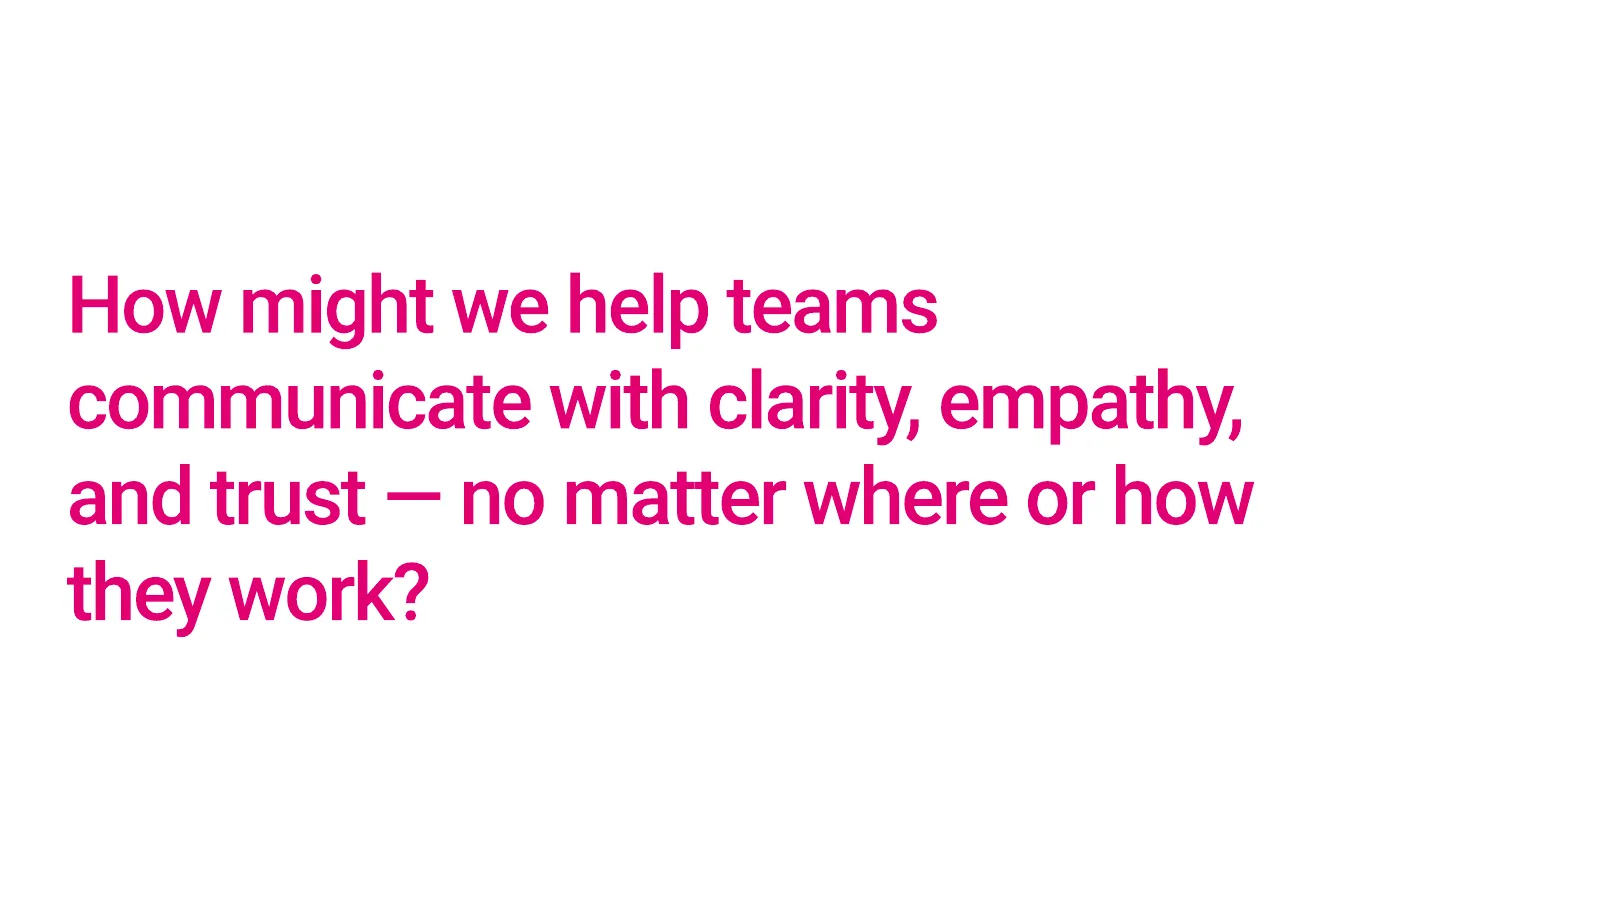 How might we help teams
communicate with clarity, empathy,
and trust — no matter where or how
they work?